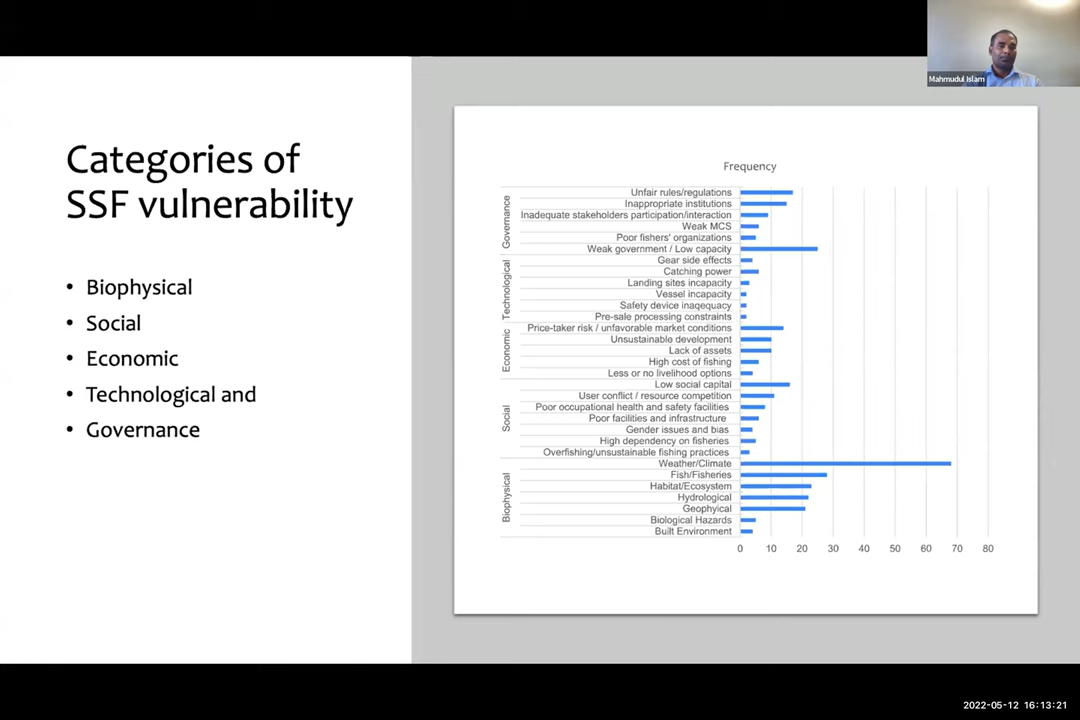 Mahmudul Islam
Categories of
SSF vulnerability
• Biophysical
• Social
• Economic
• Technological and
• Governance
Frequency
Governance
Unfair rules/regulations
Inappropriate institutions
Inadequate stakeholders participation/interaction
Weak MCS
Poor fishers' organizations
Weak government / Low capacity
Technological
Gear side effects
Catching power
Landing sites incapacity
Vessel incapacity
Safety device inaqequacy
Pre-sale processing constraints
Economic
Price-taker risk / unfavorable market conditions
Unsustainable development
Lack of assets
High cost of fishing
Less or no livelihood options
Social
Low social capital
User conflict / resource competition
Poor occupational health and safety facilities
Poor facilities and infrastructure
Gender issues and bias
High dependency on fisheries
Overfishing/unsustainable fishing practices
Biophysical
Weather/Climate
Fish/Fisheries
Habitat/Ecosystem
Hydrological
Geophyical
Biological Hazards
Built Environment
0 10 20 30 40 50 60 70 80
2022-05-12 16:13:21